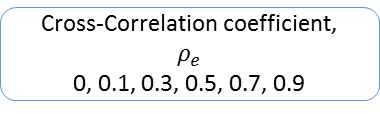 Cross-Correlation coefficient,
ρₑ
0, 0.1, 0.3, 0.5, 0.7, 0.9